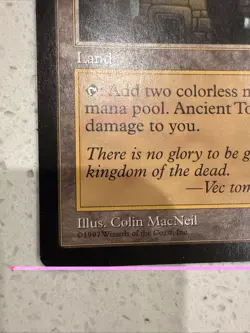 Land
: Add two colorless m
mana pool. Ancient To
damage to you.
There is no glory to be g
kingdom of the dead.
—Vec tom
Illus. Colin MacNeil
©1997 Wizards of the Coast, Inc.